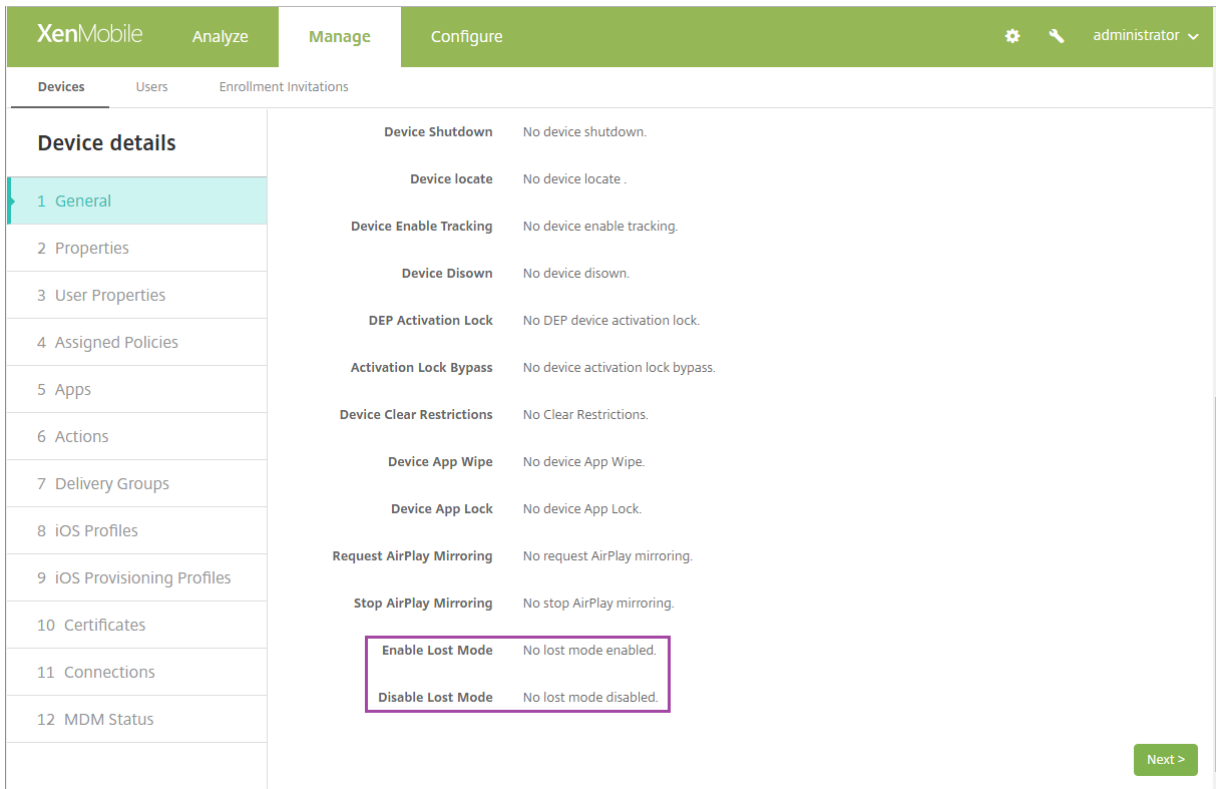 XenMobile Analyze Manage Configure administrator
Devices Users Enrollment Invitations
Device details
1 General
2 Properties
3 User Properties
4 Assigned Policies
5 Apps
6 Actions
7 Delivery Groups
8 iOS Profiles
9 iOS Provisioning Profiles
10 Certificates
11 Connections
12 MDM Status
Device Shutdown No device shutdown.
Device locate No device locate .
Device Enable Tracking No device enable tracking.
Device Disown No device disown.
DEP Activation Lock No DEP device activation lock.
Activation Lock Bypass No device activation lock bypass.
Device Clear Restrictions No Clear Restrictions.
Device App Wipe No device App Wipe.
Device App Lock No device App Lock.
Request AirPlay Mirroring No request AirPlay mirroring.
Stop AirPlay Mirroring No stop AirPlay mirroring.
Enable Lost Mode No lost mode enabled.
Disable Lost Mode No lost mode disabled.
Next >